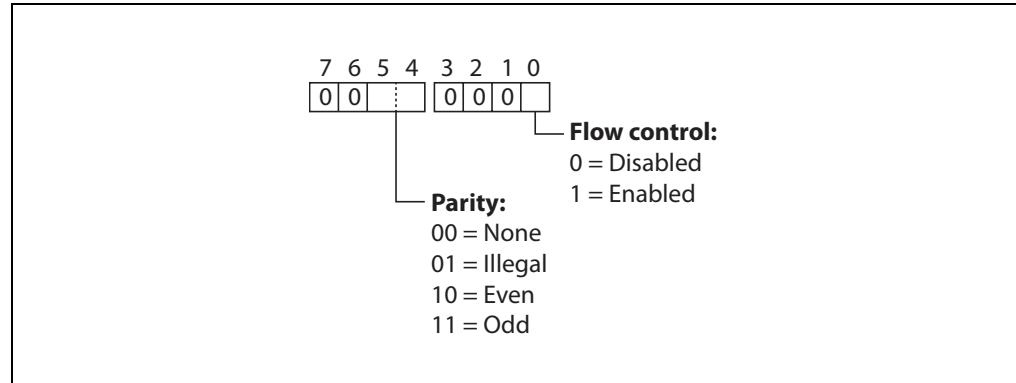 7 6 5 4 3 2 1 0
0 0 0 0 0
Flow control:
0 = Disabled
1 = Enabled
Parity:
00 = None
01 = Illegal
10 = Even
11 = Odd